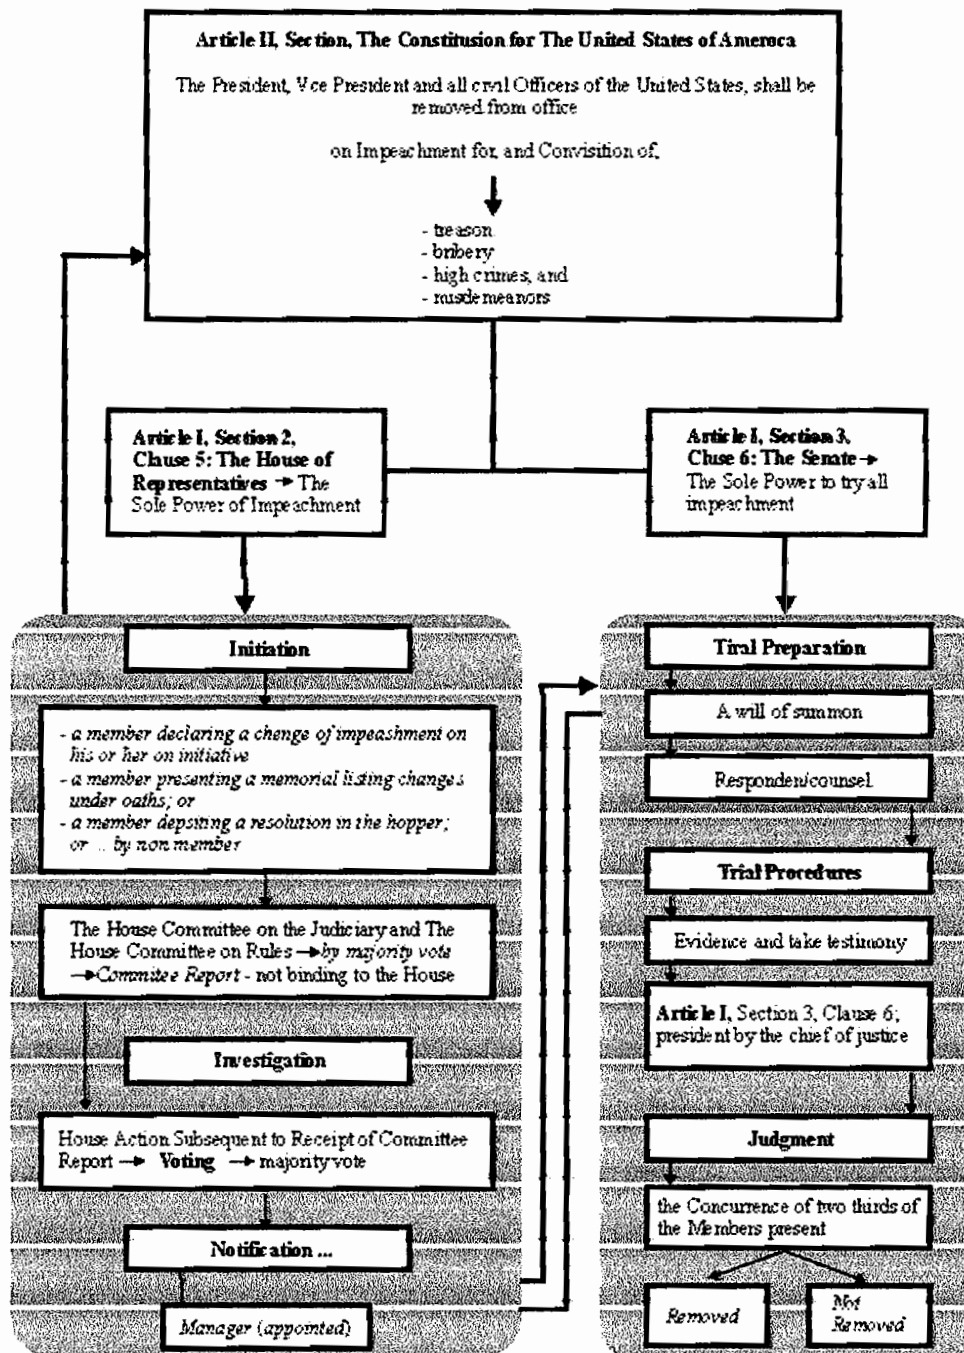 Article II, Section, The Constitusion for The United States of Ameroca
The President, Vce President and all civil Officers of the United States, shall be
removed from office
on Impeachment for, and Convisition of,
- treason
- bribery
- high crimes, and
- misdemeanors
Article I, Section 2,
Clause 5: The House of
Representatives → The
Sole Power of Impeachment
Article I, Section 3,
Cluse 6: The Senate →
The Sole Power to try all
impeachment
Initiation
- a member declaring a chenge of impeashment on
his or her on initiative
- a member presenting a memorial listing changes
under oaths; or
- a member depsiting a resolution in the hopper;
or ... by non member
The House Committee on the Judiciary and The
House Committee on Rules → by majority vote
→ Committee Report - not binding to the House
Investigation
House Action Subsequent to Receipt of Committee
Report → Voting → majority vote
Notification ...
Manager (appointed)
Tiral Preparation
A will of summon
Responden/counsel
Trial Procedures
Evidence and take testimony
Article I, Section 3, Clause 6;
president by the chief of justice
Judgment
the Concurrence of two thirds of
the Members present
Removed
Not
Removed